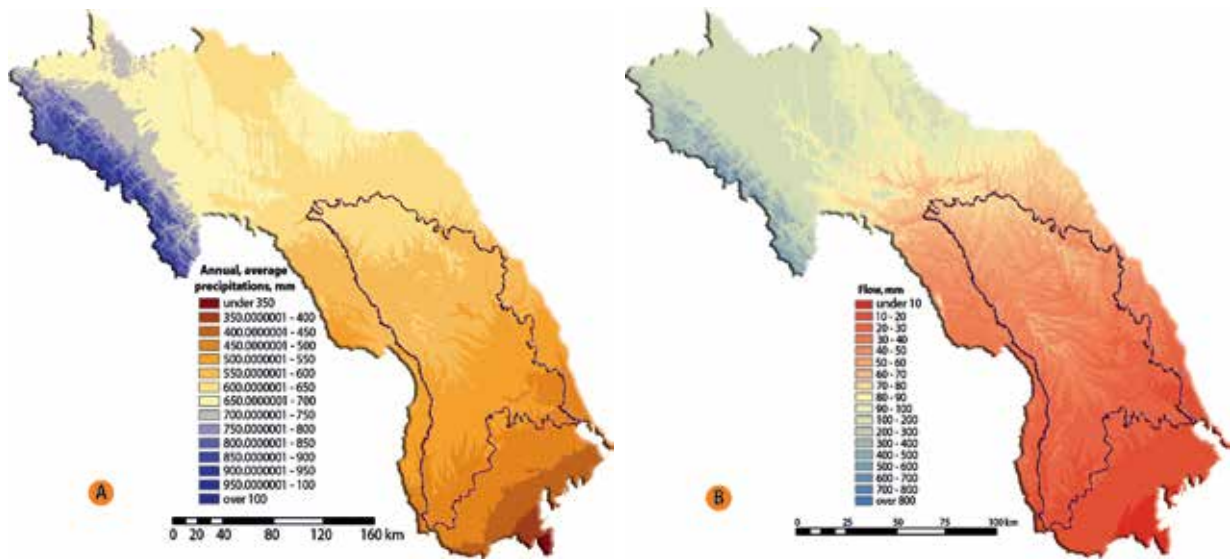 Annual, average
precipitations, mm
under 350
350.0000001 - 400
400.0000001 - 450
450.0000001 - 500
500.0000001 - 550
550.0000001 - 600
600.0000001 - 650
650.0000001 - 700
700.0000001 - 750
750.0000001 - 800
800.0000001 - 850
850.0000001 - 900
900.0000001 - 950
950.0000001 - 100
over 100
A
0 20 40 80 120 160 km
Flow, mm
under 10
10 - 20
20 - 30
30 - 40
40 - 50
50 - 60
60 - 70
70 - 80
80 - 90
90 - 100
100 - 200
200 - 300
300 - 400
400 - 500
500 - 600
600 - 700
700 - 800
over 800
B
0 25 50 75 100 km